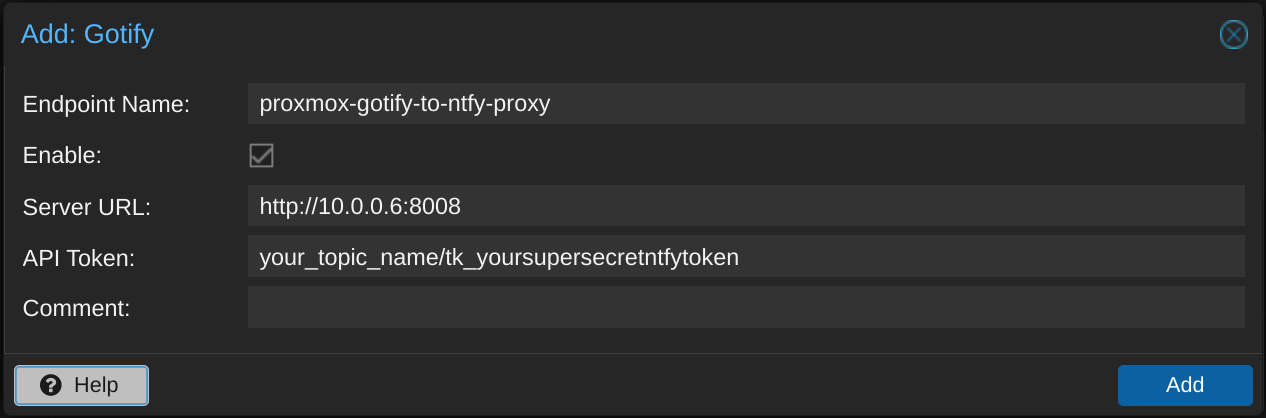 Add: Gotify
Endpoint Name: proxmox-gotify-to-ntfy-proxy
Enable:
Server URL: http://10.0.0.6:8008
API Token: your_topic_name/tk_yoursupersecretntfytoken
Comment:
Help Add